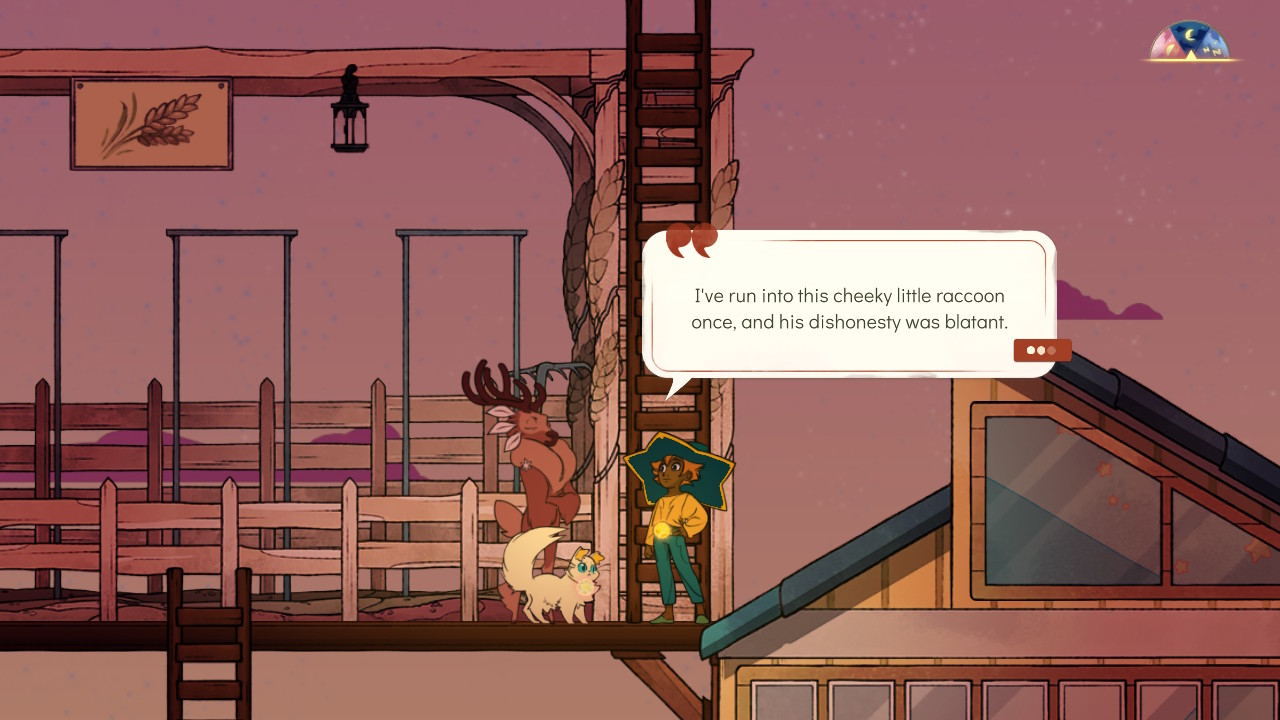 I've run into this cheeky little raccoon
once, and his dishonesty was blatant.